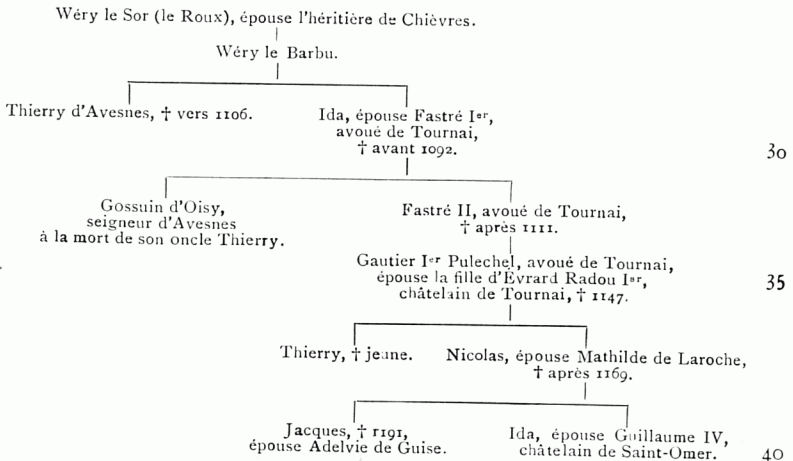 Wéry le Sor (le Roux), épouse l'héritière de Chièvres.
Wéry le Barbu.
Thierry d'Avesnes, † vers 1106.
Ida, épouse Fastré Ier,
avoué de Tournai,
† avant 1092.
30
Gossuin d'Oisy,
seigneur d'Avesnes
à la mort de son oncle Thierry.
Fastré II, avoué de Tournai,
† après 1111.
Gautier Ier Pulechel, avoué de Tournai,
épouse la fille d'Évrard Radou Ier,
châtelain de Tournai, † 1147.
35
Thierry, † jeune.
Nicolas, épouse Mathilde de Laroche,
† après 1169.
Jacques, † 1191,
épouse Adelvie de Guise.
Ida, épouse Guillaume IV,
châtelain de Saint-Omer.
40